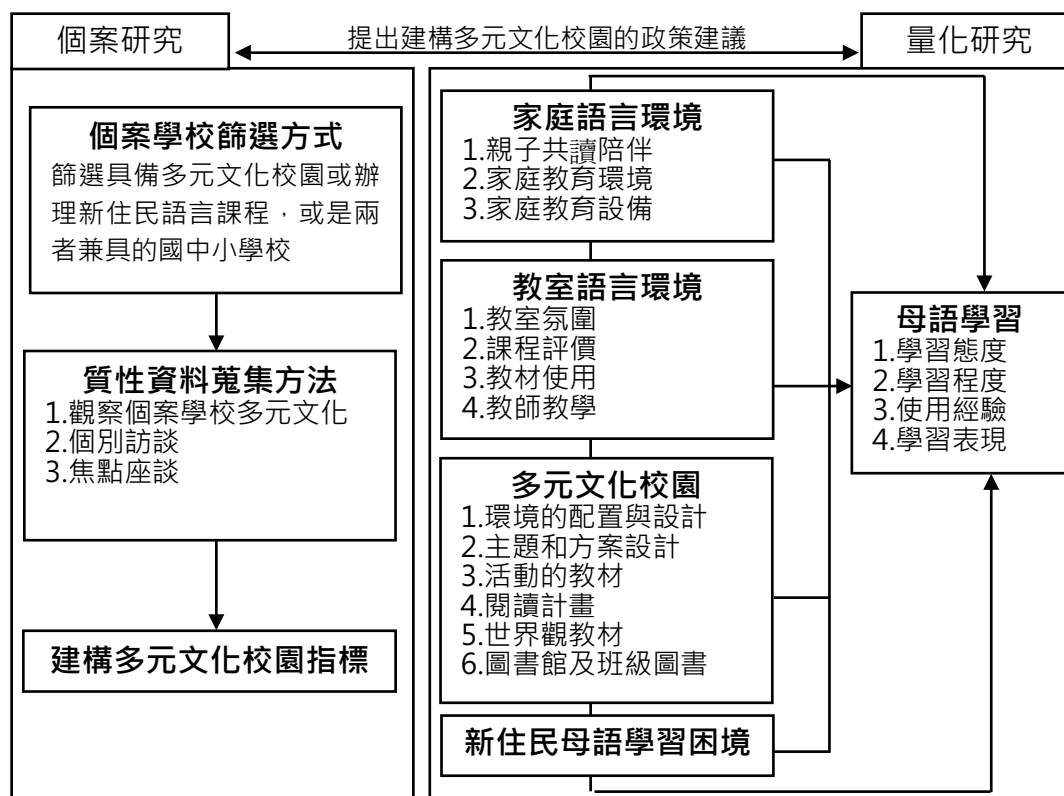 個案研究
提出建構多元文化校園的政策建議
量化研究
個案學校篩選方式
篩選具備多元文化校園或辦
理新住民語言課程，或是兩
者兼具的國中小學校
質性資料蒐集方法
1.觀察個案學校多元文化
2.個別訪談
3.焦點座談
建構多元文化校園指標
家庭語言環境
1.親子共讀陪伴
2.家庭教育環境
3.家庭教育設備
教室語言環境
1.教室氛圍
2.課程評價
3.教材使用
4.教師教學
多元文化校園
1.環境的配置與設計
2.主題和方案設計
3.活動的教材
4.閱讀計畫
5.世界觀教材
6.圖書館及班級圖書
新住民母語學習困境
母語學習
1.學習態度
2.學習程度
3.使用經驗
4.學習表現